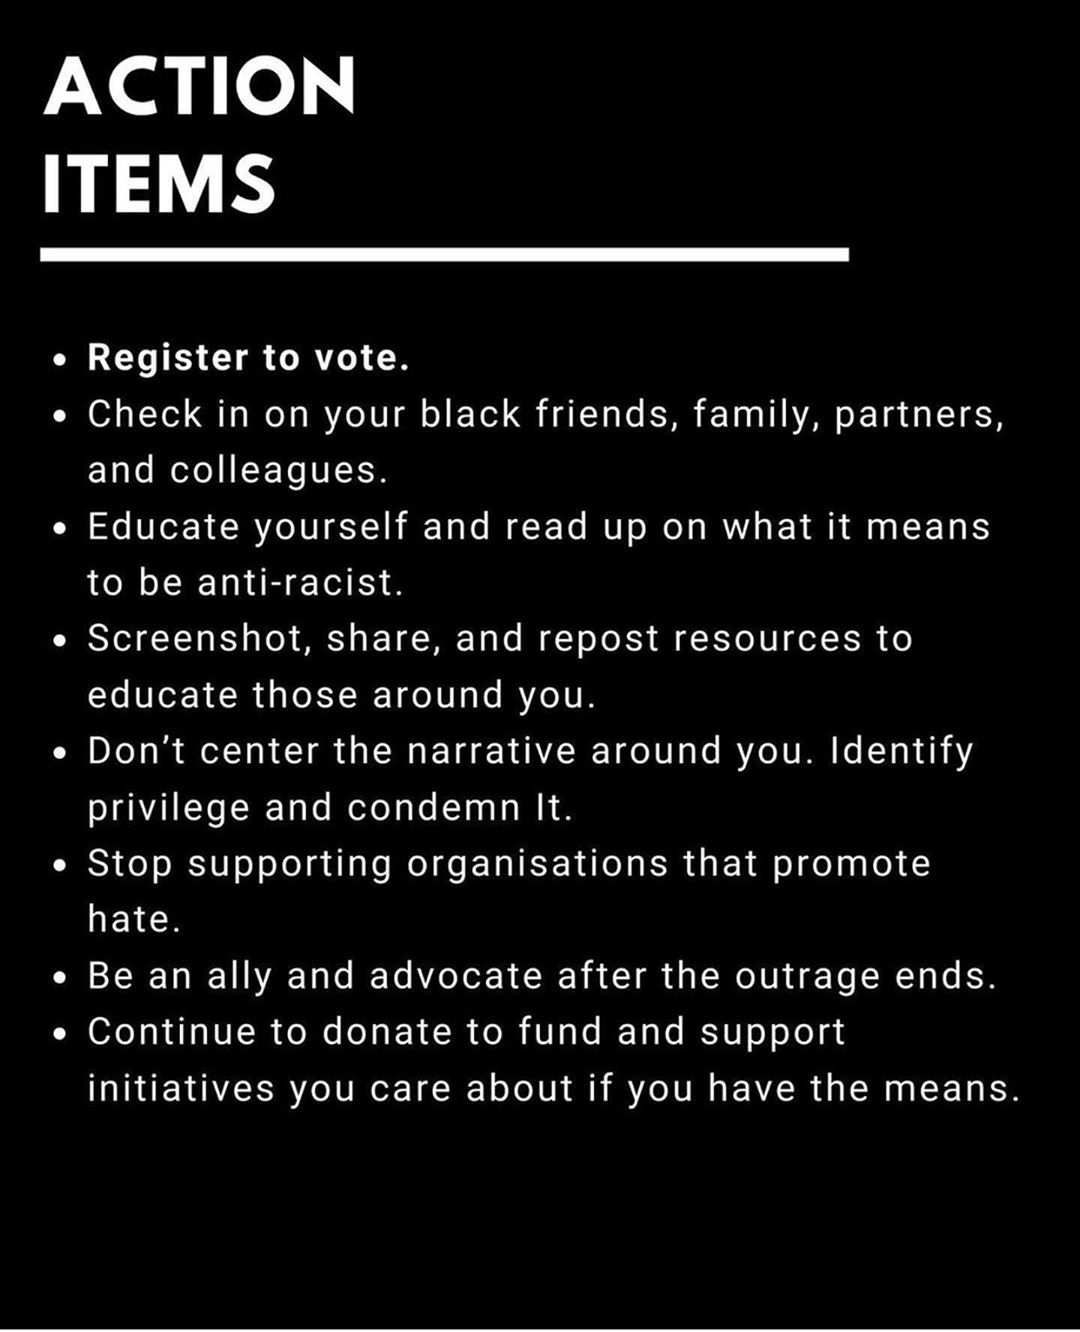 ACTION
ITEMS
• Register to vote.
• Check in on your black friends, family, partners,
and colleagues.
• Educate yourself and read up on what it means
to be anti-racist.
• Screenshot, share, and repost resources to
educate those around you.
• Don’t center the narrative around you. Identify
privilege and condemn It.
• Stop supporting organisations that promote
hate.
• Be an ally and advocate after the outrage ends.
• Continue to donate to fund and support
initiatives you care about if you have the means.